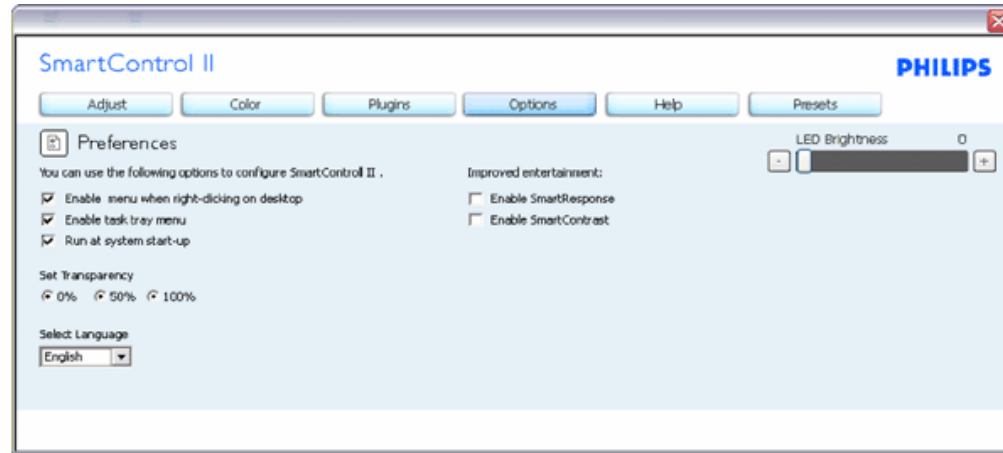 SmartControl II
PHILIPS
Adjust Color Plugins Options Help Presets
Preferences
LED Brightness 0
- +
You can use the following options to configure SmartControl II .
Improved entertainment:
Enable menu when right-clicking on desktop
Enable SmartResponse
Enable task tray menu
Enable SmartContrast
Run at system start-up
Set Transparency
0% 50% 100%
Select Language
English